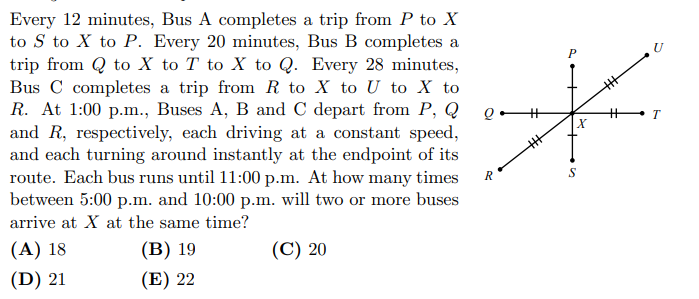 Every 12 minutes, Bus A completes a trip from P to X
to S to X to P. Every 20 minutes, Bus B completes a
trip from Q to X to T to X to Q. Every 28 minutes,
Bus C completes a trip from R to X to U to X to
R. At 1:00 p.m., Buses A, B and C depart from P, Q
and R, respectively, each driving at a constant speed,
and each turning around instantly at the endpoint of its
route. Each bus runs until 11:00 p.m. At how many times
between 5:00 p.m. and 10:00 p.m. will two or more buses
arrive at X at the same time?
(A) 18 (B) 19 (C) 20
(D) 21 (E) 22
P
U
Q
X
T
R
S